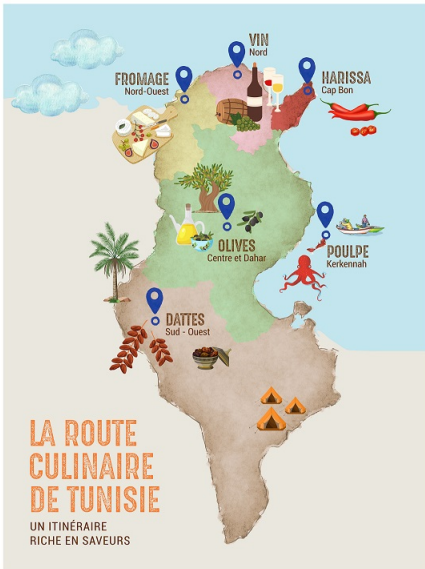 VIN
Nord
FROMAGE
Nord-Ouest
HARISSA
Cap Bon
OLIVES
Centre et Dahar
POULPE
Kerkennah
DATTES
Sud - Ouest
LA ROUTE
CULINAIRE
DE TUNISIE
UN ITINÉRAIRE
RICHE EN SAVEURS